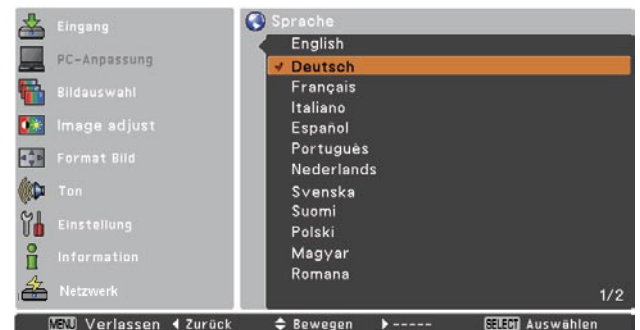 Eingang
PC-Anpassung
Bildauswahl
Image adjust
Format Bild
Ton
Einstellung
Information
Netzwerk
Sprache
English
Deutsch
Français
Italiano
Español
Português
Nederlands
Svenska
Suomi
Polski
Magyar
Romana
1/2
MENU Verlassen Zurück Bewegen ----- SELECT Auswählen